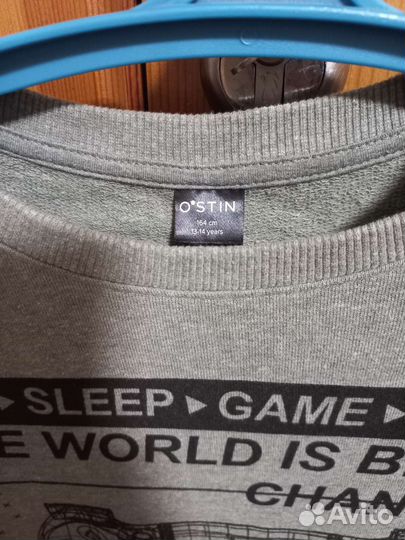 O'STIN
164 cm
13-14 years
SLEEP GAME
WORLD IS
Avito